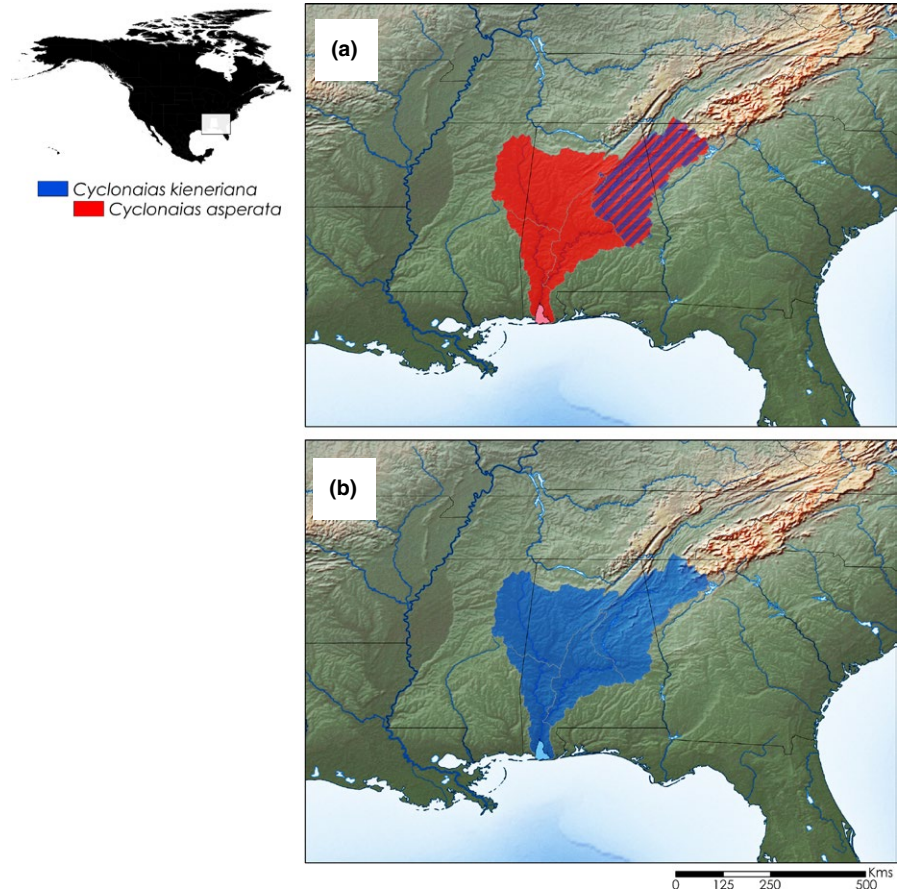 (a)
Cyclonaias kieneriana
Cyclonaias asperata
(b)
Kms
0 125 250 500